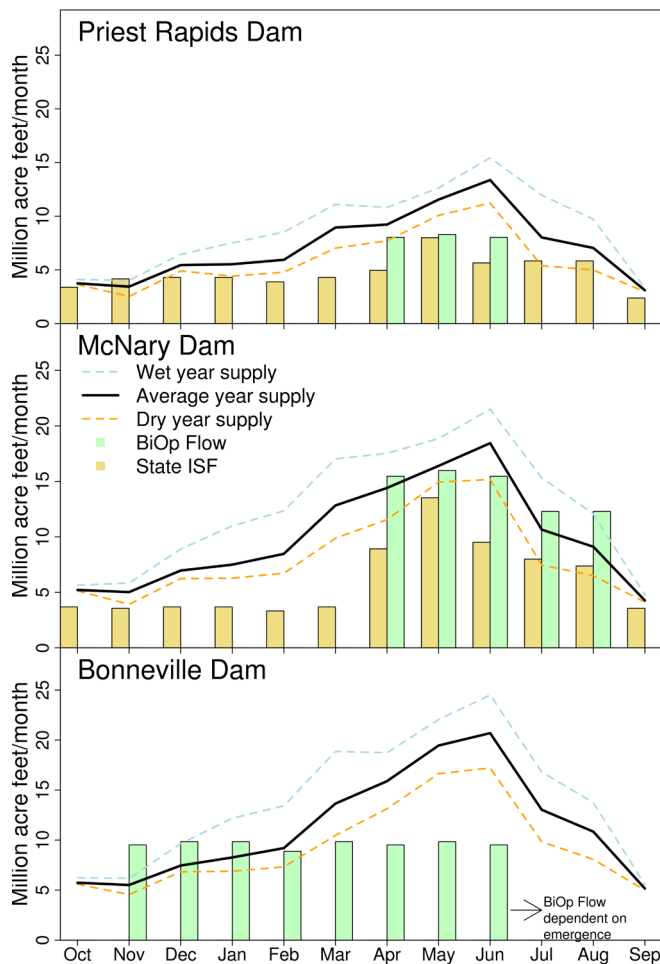 Priest Rapids Dam
Million acre feet/month
25
20
15
10
5
0
McNary Dam
Wet year supply
Average year supply
Dry year supply
BiOp Flow
State ISF
Million acre feet/month
25
20
15
10
5
0
Bonneville Dam
Million acre feet/month
25
20
15
10
5
0
BiOp Flow
dependent on
emergence
Oct Nov Dec Jan Feb Mar Apr May Jun Jul Aug Sep